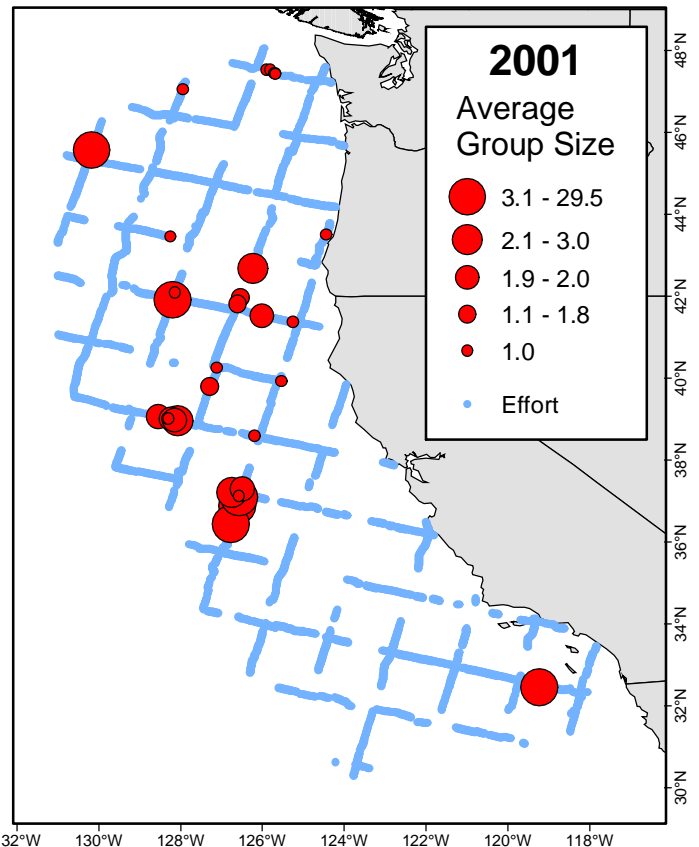 2001
Average
Group Size
3.1 - 29.5
2.1 - 3.0
1.9 - 2.0
1.1 - 1.8
1.0
Effort
48°N
46°N
44°N
42°N
40°N
38°N
36°N
34°N
32°N
30°N
132°W 130°W 128°W 126°W 124°W 122°W 120°W 118°W